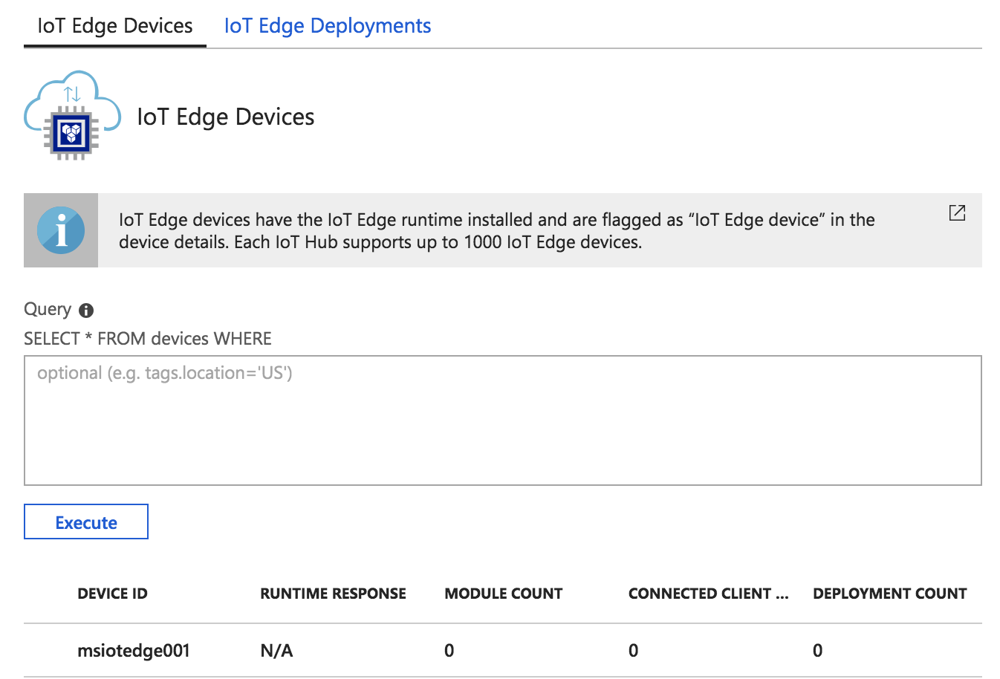 IoT Edge Devices IoT Edge Deployments
IoT Edge Devices
IoT Edge devices have the IoT Edge runtime installed and are flagged as “IoT Edge device” in the
device details. Each IoT Hub supports up to 1000 IoT Edge devices.
Query
SELECT * FROM devices WHERE
optional (e.g. tags.location='US')
Execute
DEVICE ID RUNTIME RESPONSE MODULE COUNT CONNECTED CLIENT ... DEPLOYMENT COUNT
msiotedge001 N/A 0 0 0